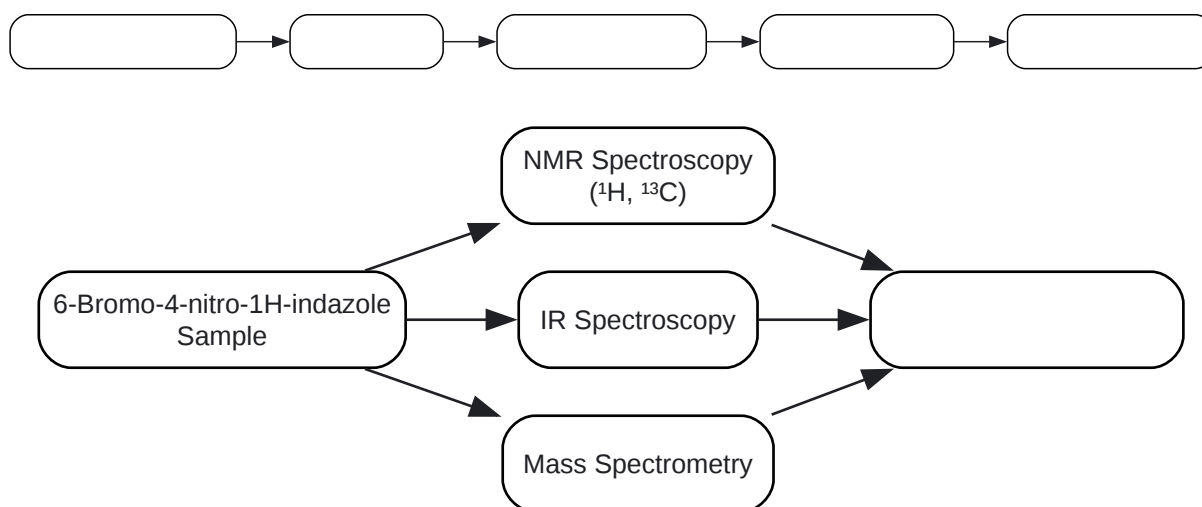 NMR Spectroscopy
(¹H, ¹³C)
6-Bromo-4-nitro-1H-indazole
Sample
IR Spectroscopy
Mass Spectrometry